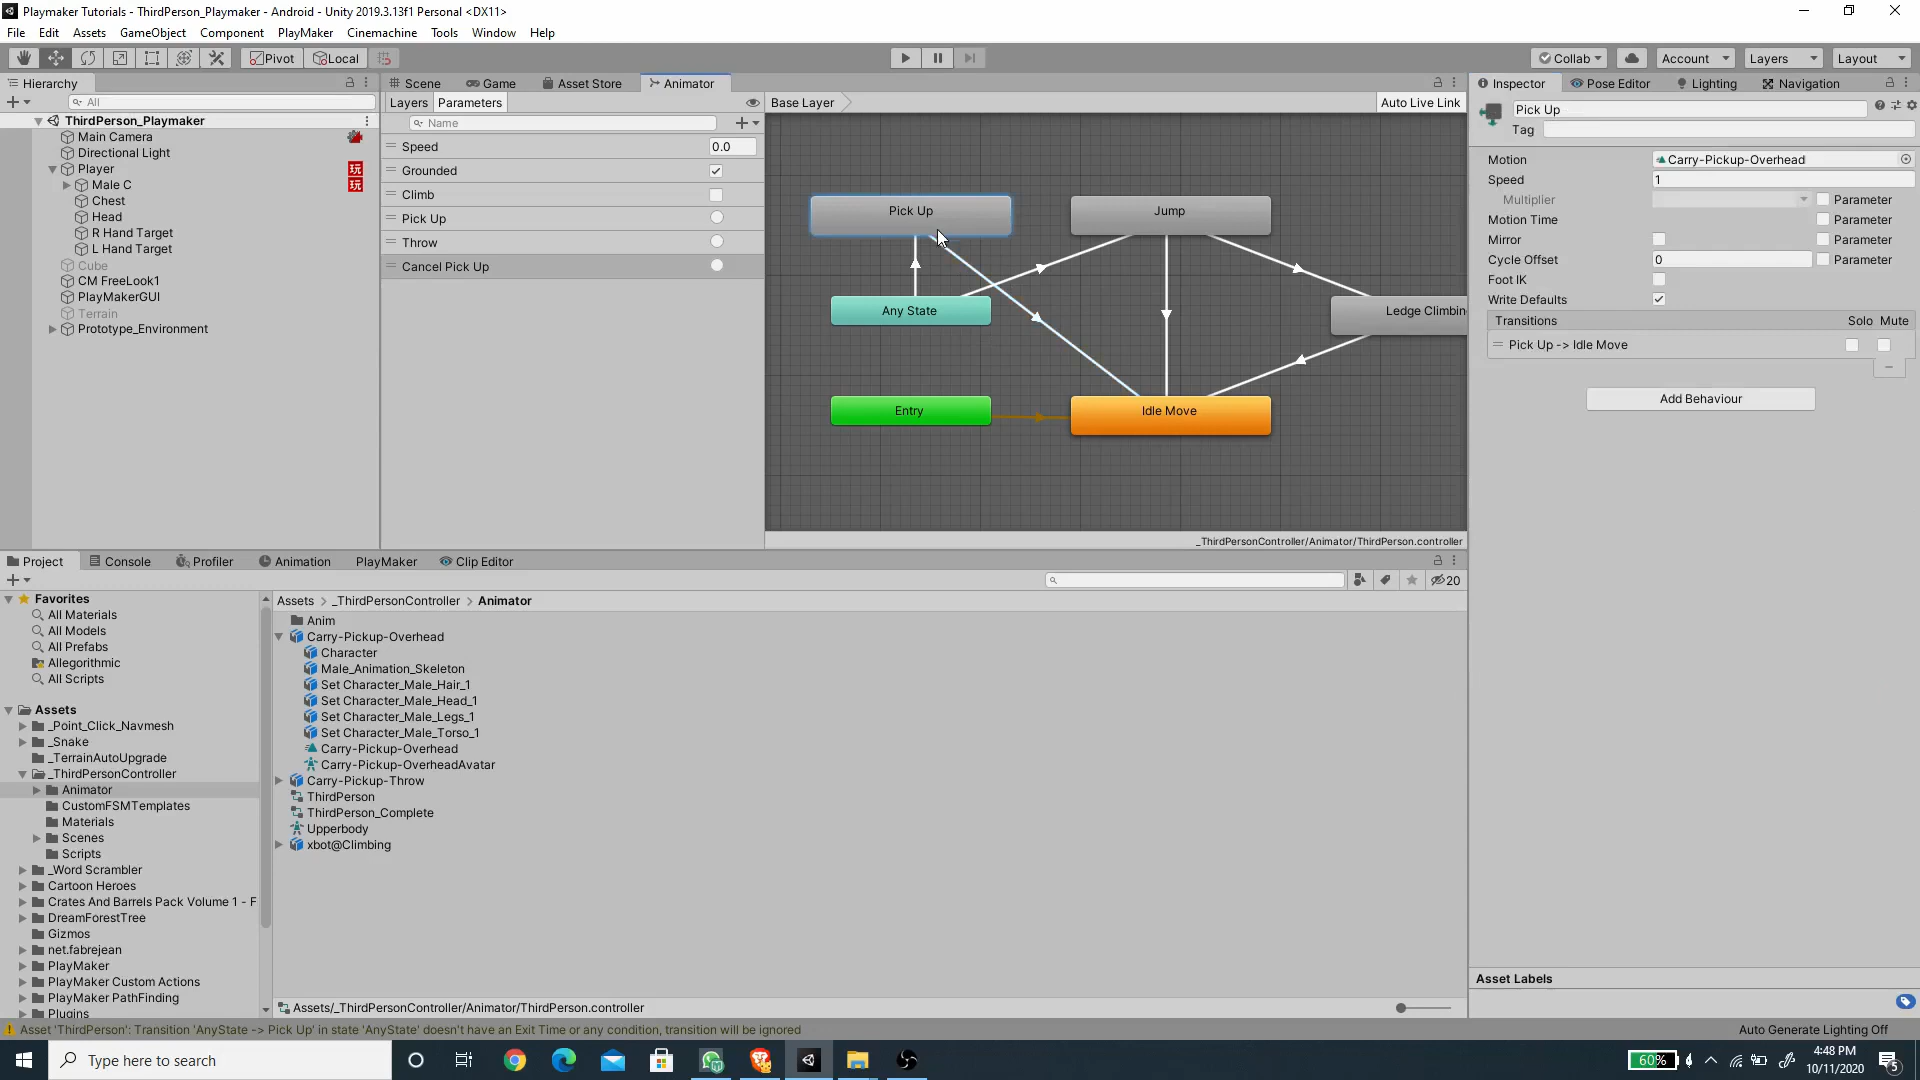 Playmaker Tutorials - ThirdPerson_Playmaker - Android - Unity 2019.3.13f1 Personal <DX11>
File Edit Assets GameObject Component PlayMaker Cinemachine Tools Window Help
Pivot Local Collab Account Layers Layout
Hierarchy
All
ThirdPerson_Playmaker
Main Camera
Directional Light
Player
Male C
Chest
Head
R Hand Target
L Hand Target
Cube
CM FreeLook1
PlayMakerGUI
Terrain
Prototype_Environment
Scene Game Asset Store Animator
Layers Parameters
Name
Speed 0.0
Grounded
Climb
Pick Up
Throw
Cancel Pick Up
Base Layer Auto Live Link
Pick Up Jump
Any State Ledge Climbin
Entry Idle Move
_ThirdPersonController/Animator/ThirdPerson.controller
Inspector Pose Editor Lighting Navigation
Pick Up
Tag
Motion Carry-Pickup-Overhead
Speed 1
Multiplier Parameter
Motion Time Parameter
Mirror Parameter
Cycle Offset 0 Parameter
Foot IK
Write Defaults
Transitions Solo Mute
Pick Up -> Idle Move
Add Behaviour
Asset Labels
Project Console Profiler Animation PlayMaker Clip Editor
20
Favorites
All Materials
All Models
All Prefabs
Allegorithmic
All Scripts
Assets
_Point_Click_Navmesh
_Snake
_TerrainAutoUpgrade
_ThirdPersonController
Animator
CustomFSMTemplates
Materials
Scenes
Scripts
_Word Scrambler
Cartoon Heroes
Crates And Barrels Pack Volume 1 - F
DreamForestTree
Gizmos
net.fabrejean
PlayMaker
PlayMaker Custom Actions
PlayMaker PathFinding
Plugins
Assets > _ThirdPersonController > Animator
Anim
Carry-Pickup-Overhead
Character
Male_Animation_Skeleton
Set Character_Male_Hair_1
Set Character_Male_Head_1
Set Character_Male_Legs_1
Set Character_Male_Torso_1
Carry-Pickup-Overhead
Carry-Pickup-OverheadAvatar
Carry-Pickup-Throw
ThirdPerson
ThirdPerson_Complete
Upperbody
xbot@Climbing
Assets/_ThirdPersonController/Animator/ThirdPerson.controller
Asset 'ThirdPerson': Transition 'AnyState -> Pick Up' in state 'AnyState' doesn't have an Exit Time or any condition, transition will be ignored
Auto Generate Lighting Off
Type here to search
60%
4:48 PM
10/11/2020
5